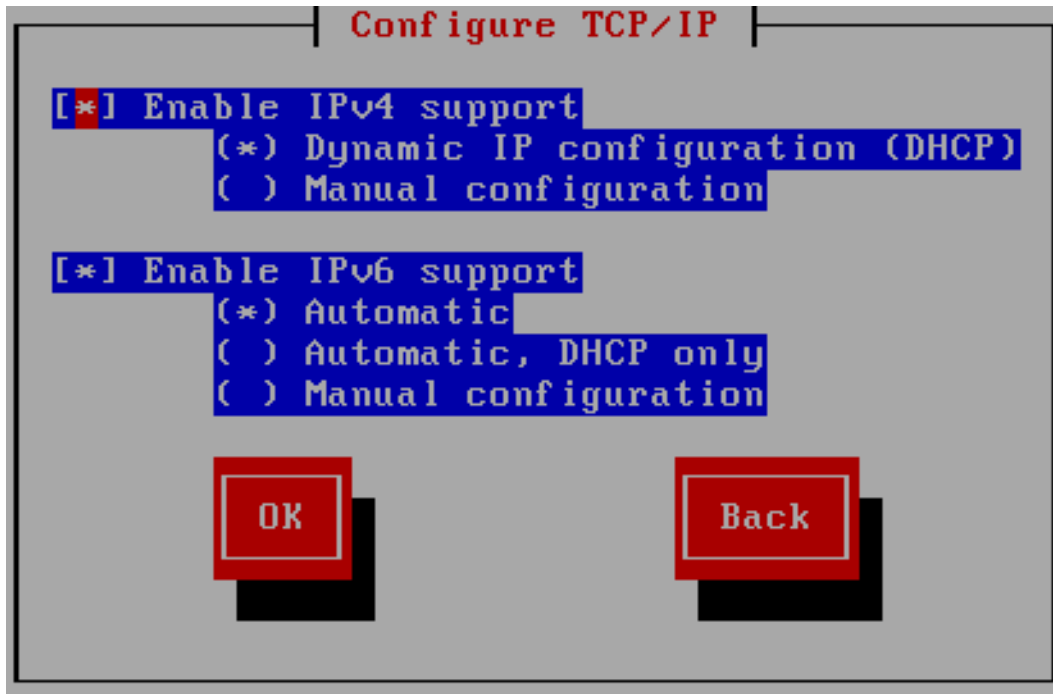 Configure TCP/IP
[*] Enable IPv4 support
(*) Dynamic IP configuration (DHCP)
( ) Manual configuration
[*] Enable IPv6 support
(*) Automatic
( ) Automatic, DHCP only
( ) Manual configuration
OK Back